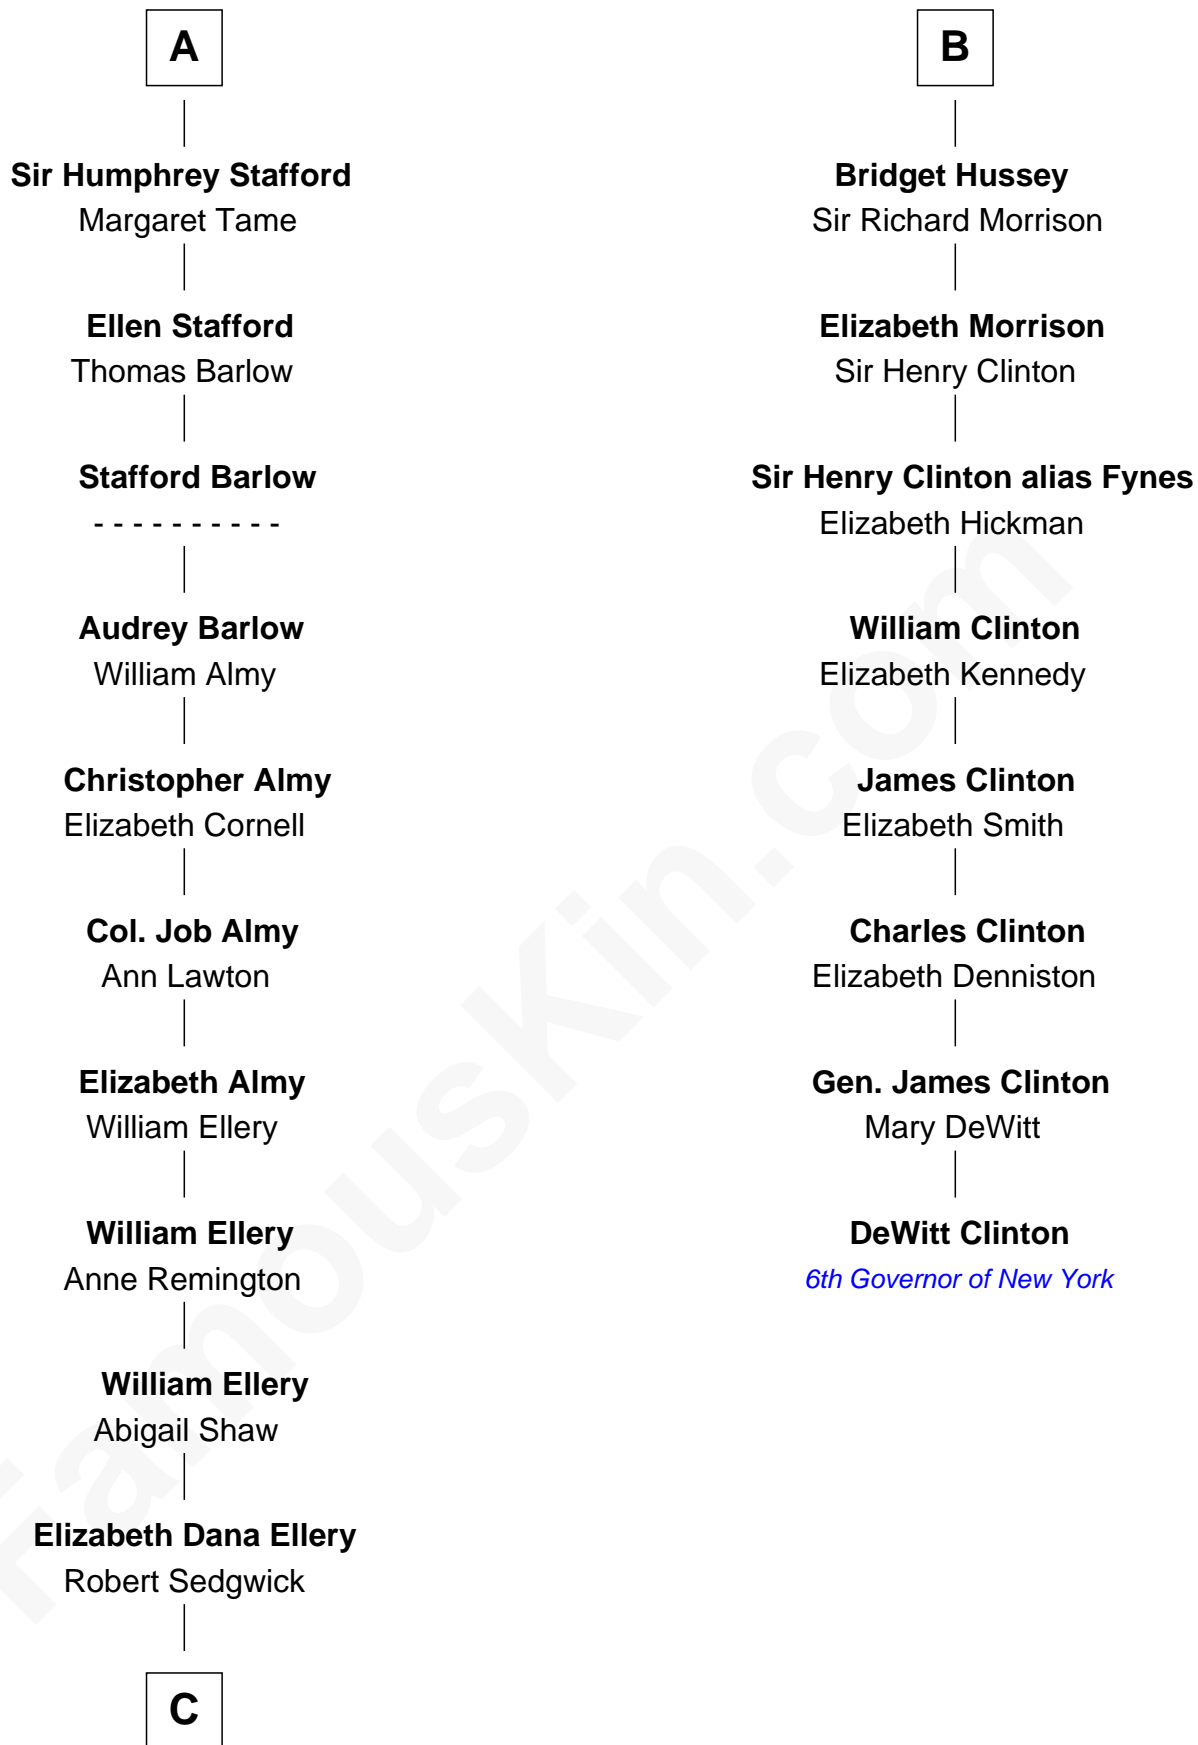 A
Sir Humphrey Stafford
Margaret Tame
Ellen Stafford
Thomas Barlow
Stafford Barlow
- - - - - - - - - -
Audrey Barlow
William Almy
Christopher Almy
Elizabeth Cornell
Col. Job Almy
Ann Lawton
Elizabeth Almy
William Ellery
William Ellery
Anne Remington
William Ellery
Abigail Shaw
Elizabeth Dana Ellery
Robert Sedgwick
C
B
Bridget Hussey
Sir Richard Morrison
Elizabeth Morrison
Sir Henry Clinton
Sir Henry Clinton alias Fynes
Elizabeth Hickman
William Clinton
Elizabeth Kennedy
James Clinton
Elizabeth Smith
Charles Clinton
Elizabeth Denniston
Gen. James Clinton
Mary DeWitt
DeWitt Clinton
6th Governor of New York
FamousKin.com